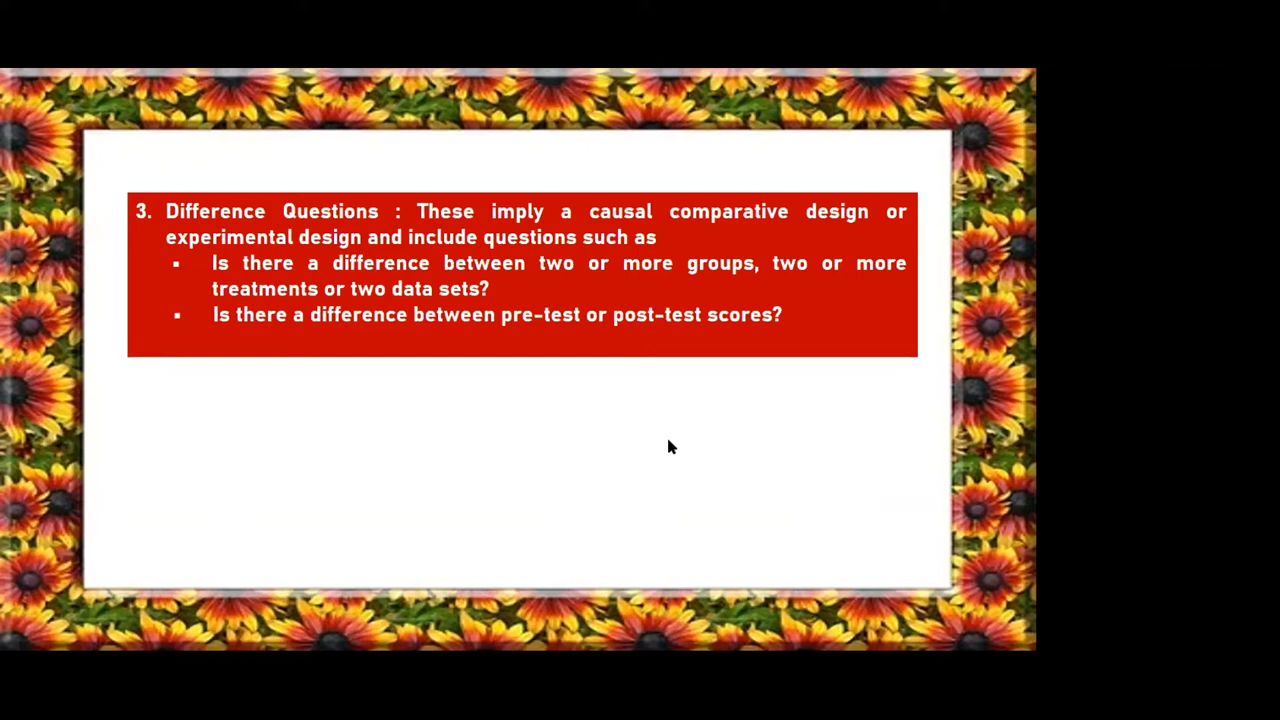 3. Difference Questions : These imply a causal comparative design or
experimental design and include questions such as
▪ Is there a difference between two or more groups, two or more
treatments or two data sets?
▪ Is there a difference between pre-test or post-test scores?